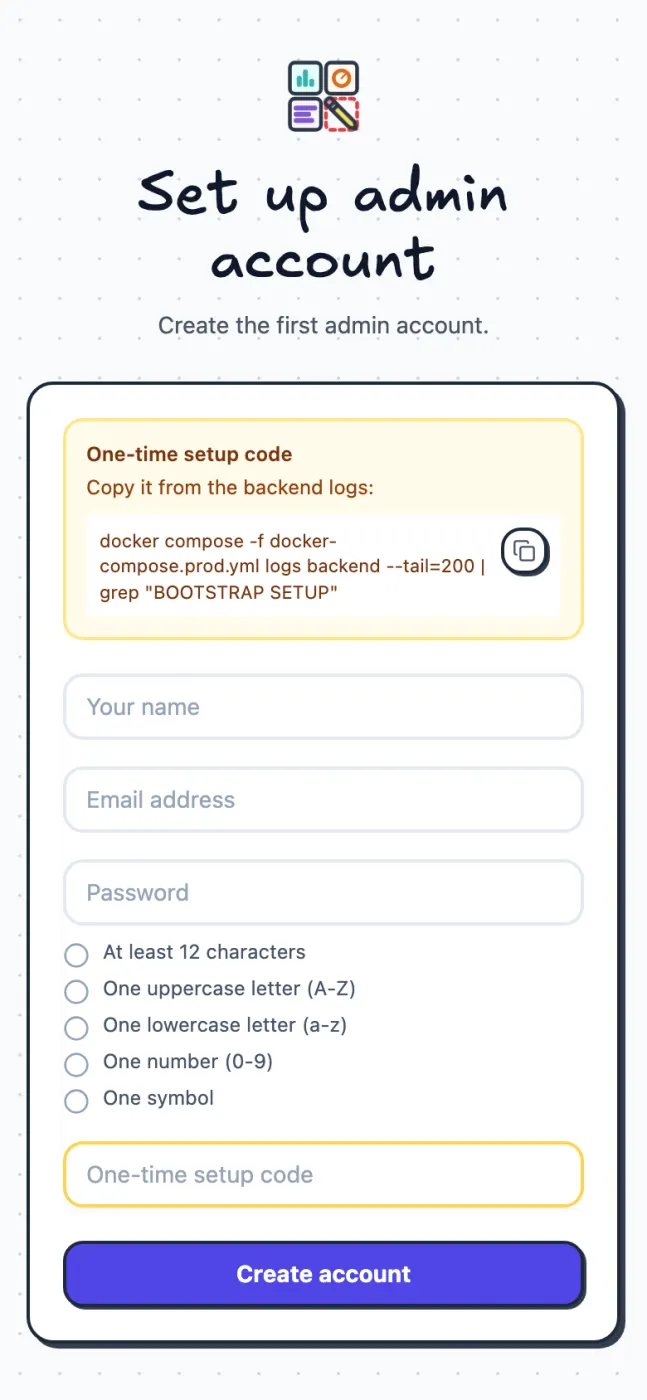 Set up admin
account
Create the first admin account.
One-time setup code
Copy it from the backend logs:
docker compose -f docker-
compose.prod.yml logs backend --tail=200 |
grep "BOOTSTRAP SETUP"
Your name
Email address
Password
At least 12 characters
One uppercase letter (A-Z)
One lowercase letter (a-z)
One number (0-9)
One symbol
One-time setup code
Create account